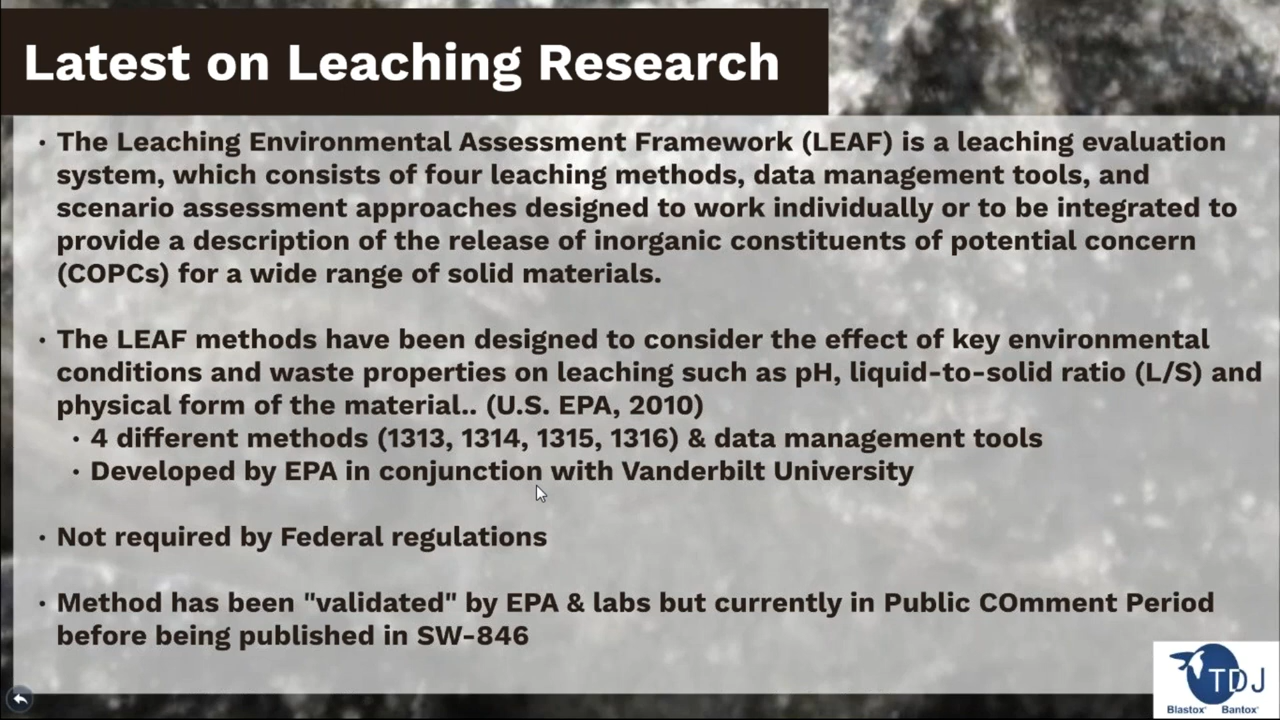 Latest on Leaching Research
• The Leaching Environmental Assessment Framework (LEAF) is a leaching evaluation
system, which consists of four leaching methods, data management tools, and
scenario assessment approaches designed to work individually or to be integrated to
provide a description of the release of inorganic constituents of potential concern
(COPCs) for a wide range of solid materials.
• The LEAF methods have been designed to consider the effect of key environmental
conditions and waste properties on leaching such as pH, liquid-to-solid ratio (L/S) and
physical form of the material.. (U.S. EPA, 2010)
• 4 different methods (1313, 1314, 1315, 1316) & data management tools
• Developed by EPA in conjunction with Vanderbilt University
• Not required by Federal regulations
• Method has been "validated" by EPA & labs but currently in Public COmment Period
before being published in SW-846
TDJ
Blastox® Bantox®